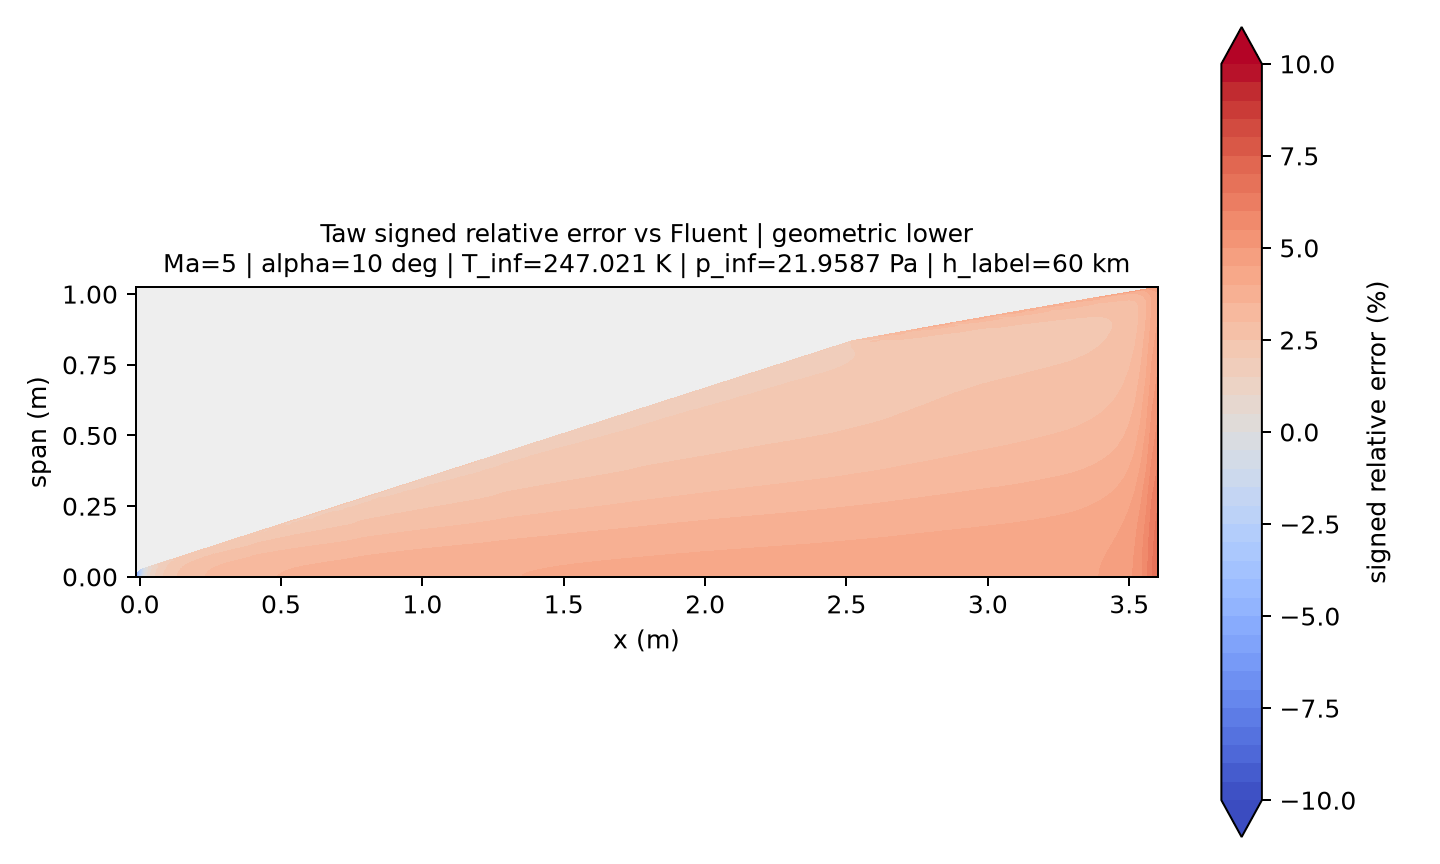 Taw signed relative error vs Fluent | geometric lower
Ma=5 | alpha=10 deg | T_inf=247.021 K | p_inf=21.9587 Pa | h_label=60 km
1.00
0.75
0.50
0.25
0.00
span (m)
0.0 0.5 1.0 1.5 2.0 2.5 3.0 3.5
x (m)
10.0
7.5
5.0
2.5
0.0
−2.5
−5.0
−7.5
−10.0
signed relative error (%)